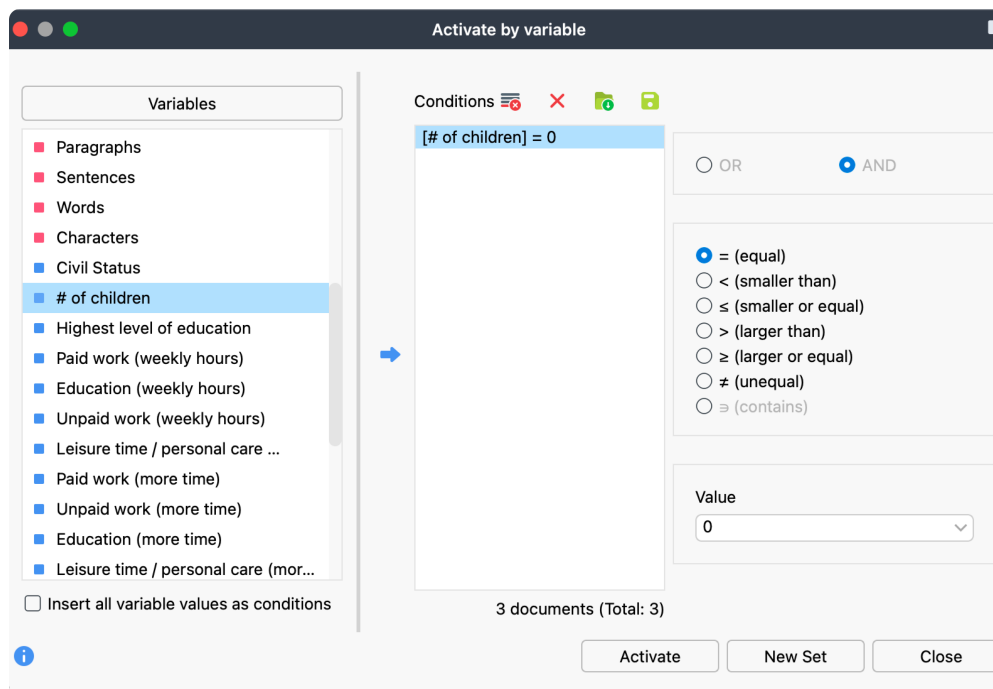 Activate by variable
Variables
Paragraphs
Sentences
Words
Characters
Civil Status
# of children
Highest level of education
Paid work (weekly hours)
Education (weekly hours)
Unpaid work (weekly hours)
Leisure time / personal care ...
Paid work (more time)
Unpaid work (more time)
Education (more time)
Leisure time / personal care (mor...
Insert all variable values as conditions
Conditions
[# of children] = 0
3 documents (Total: 3)
OR AND
= (equal)
< (smaller than)
≤ (smaller or equal)
> (larger than)
≥ (larger or equal)
≠ (unequal)
∋ (contains)
Value
0
Activate New Set Close